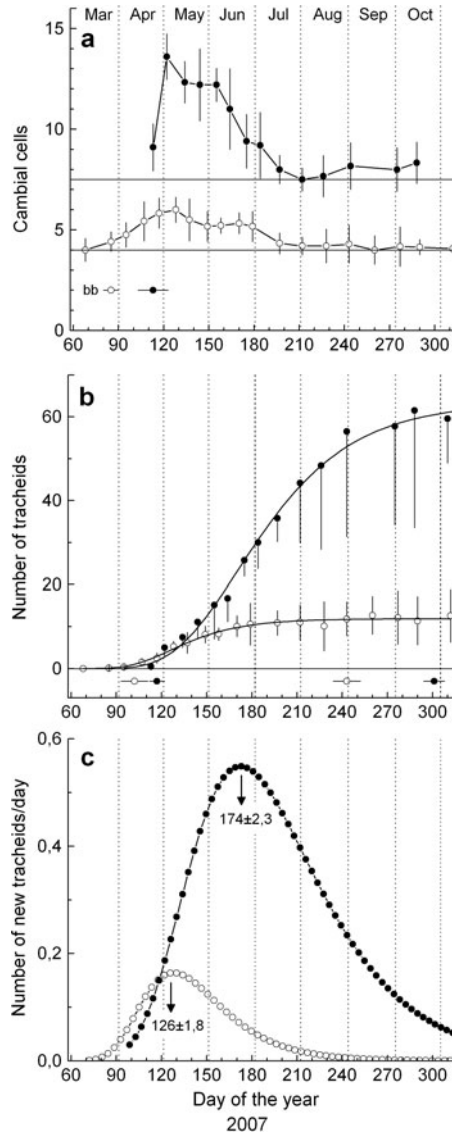 Mar Apr May Jun Jul Aug Sep Oct
a
15
10
5
0
Cambial cells
bb
60 90 120 150 180 210 240 270 300
b
60
40
20
0
Number of tracheids
60 90 120 150 180 210 240 270 300
0,6
c
0,4
0,2
0,0
Number of new tracheids/day
174±2,3
126±1,8
60 90 120 150 180 210 240 270 300
Day of the year
2007